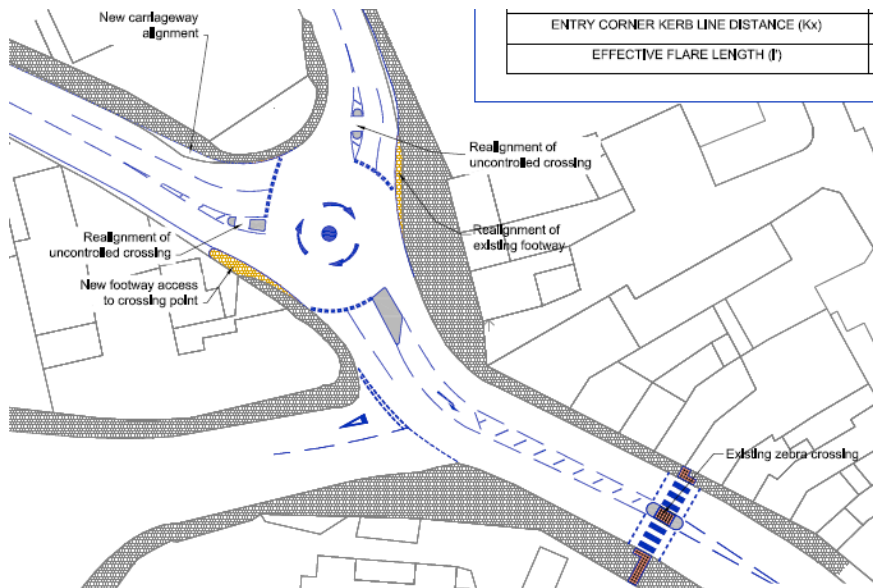 New carriageway
alignment
ENTRY CORNER KERB LINE DISTANCE (Kx)
EFFECTIVE FLARE LENGTH (l')
Realignment of
uncontrolled crossing
Realignment of
existing footway
Realignment of
uncontrolled crossing
New footway access
to crossing point
Existing zebra crossing